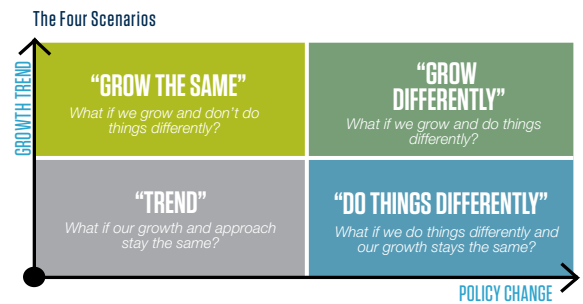 The Four Scenarios
GROWTH TREND
“GROW THE SAME”
What if we grow and don’t do
things differently?
“GROW
DIFFERENTLY”
What if we grow and do things
differently?
“TREND”
What if our growth and approach
stay the same?
“DO THINGS DIFFERENTLY”
What if we do things differently and
our growth stays the same?
POLICY CHANGE